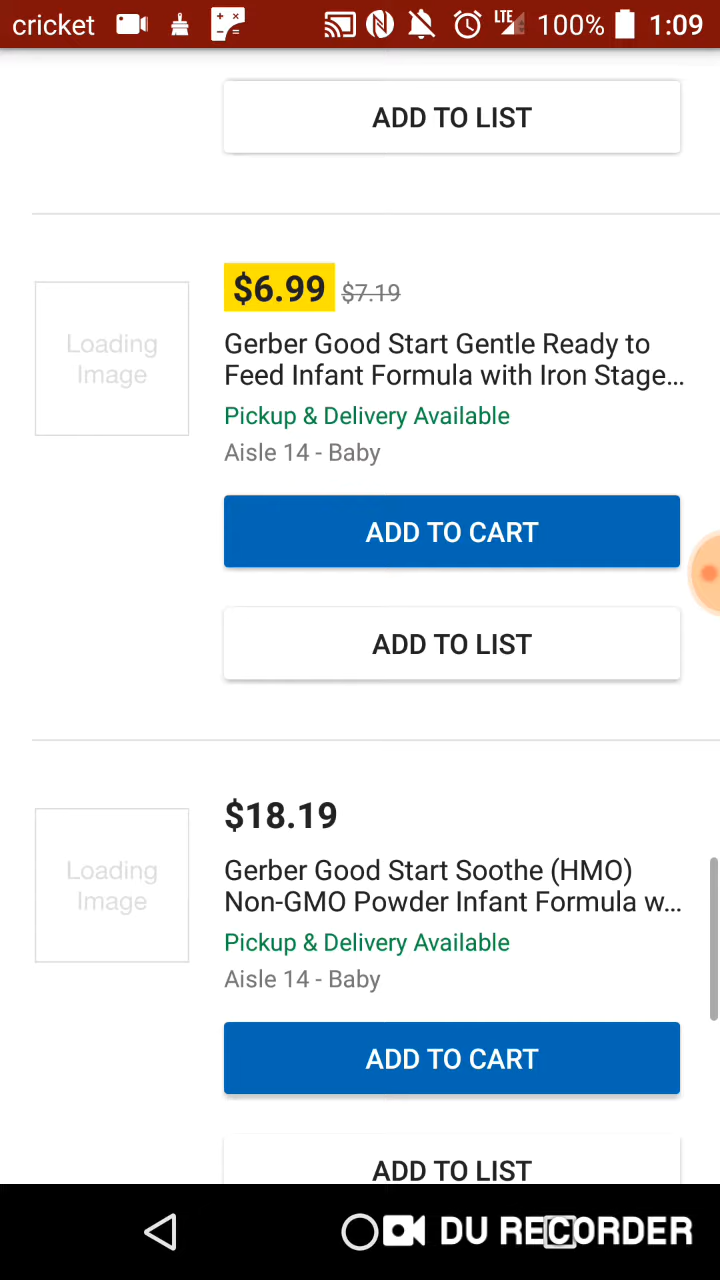 cricket LTE 100% 1:09
ADD TO LIST
$6.99 $7.19
Loading
Image
Gerber Good Start Gentle Ready to
Feed Infant Formula with Iron Stage...
Pickup & Delivery Available
Aisle 14 - Baby
ADD TO CART
ADD TO LIST
$18.19
Loading
Image
Gerber Good Start Soothe (HMO)
Non-GMO Powder Infant Formula w...
Pickup & Delivery Available
Aisle 14 - Baby
ADD TO CART
ADD TO LIST
DU RECORDER